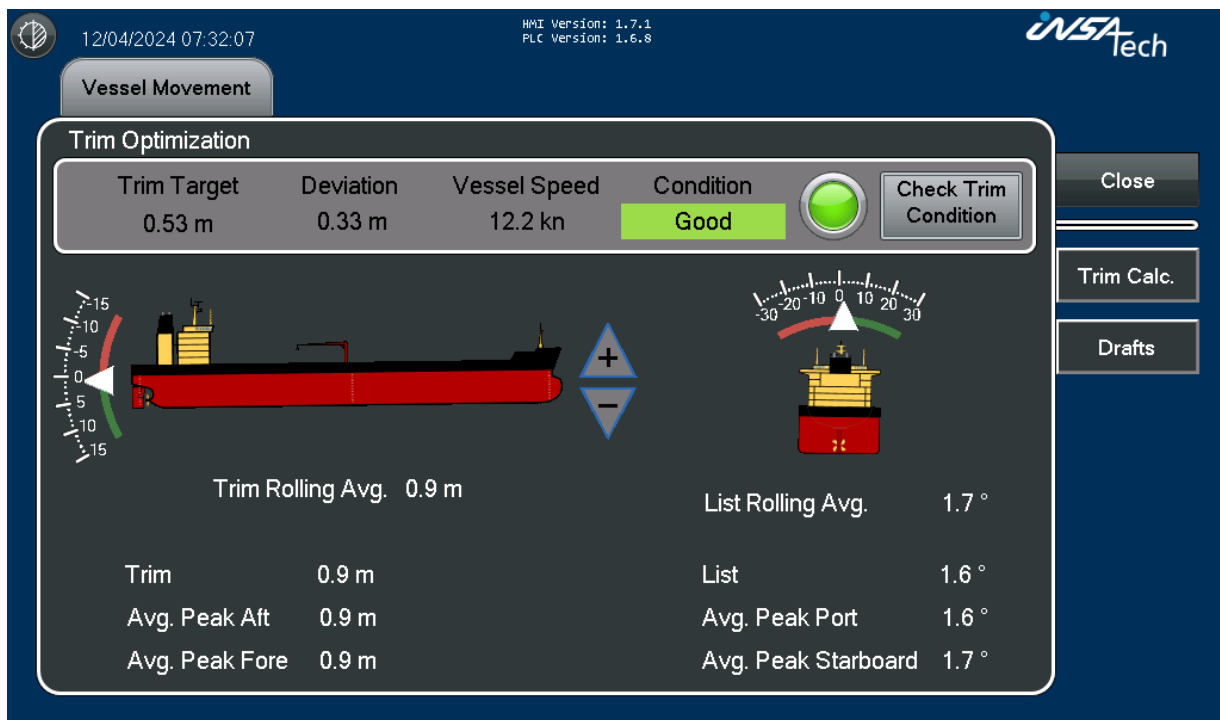 12/04/2024 07:32:07
HMI Version: 1.7.1
PLC Version: 1.6.8
iNSA Tech
Vessel Movement
Trim Optimization
Trim Target Deviation Vessel Speed Condition
0.53 m 0.33 m 12.2 kn Good
Check Trim
Condition
Close
Trim Calc.
Drafts
-15
-10
-5
0
5
10
15
+
−
-30 -20 -10 0 10 20 30
Trim Rolling Avg. 0.9 m
List Rolling Avg. 1.7 °
Trim 0.9 m
Avg. Peak Aft 0.9 m
Avg. Peak Fore 0.9 m
List 1.6 °
Avg. Peak Port 1.6 °
Avg. Peak Starboard 1.7 °